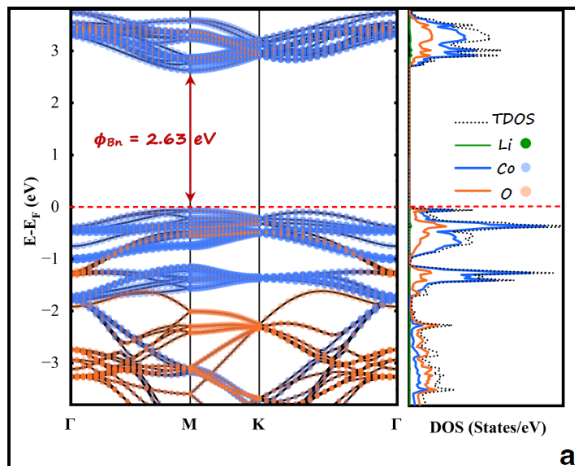 3
2
1
0
−1
−2
−3
E-E_F (eV)
ϕ_Bn = 2.63 eV
Γ M K Γ
TDOS
Li
Co
O
DOS (States/eV)
a